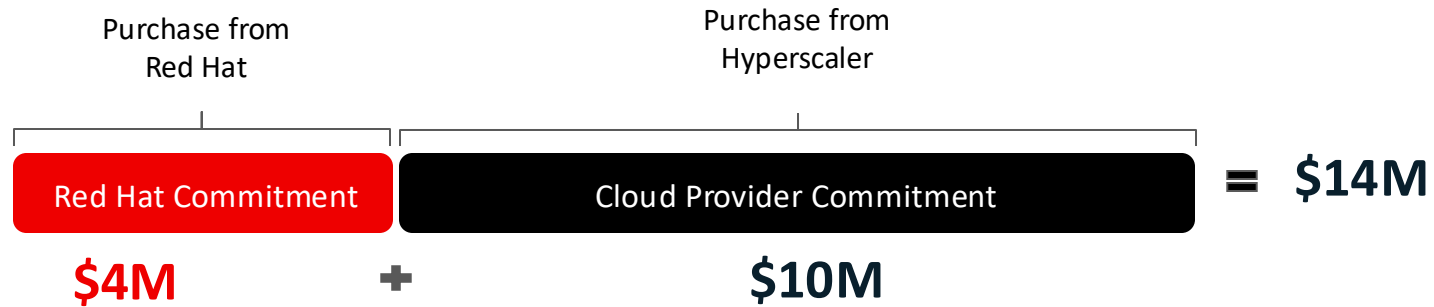 Purchase from
Red Hat
Purchase from
Hyperscaler
Red Hat Commitment
Cloud Provider Commitment
= $14M
$4M + $10M